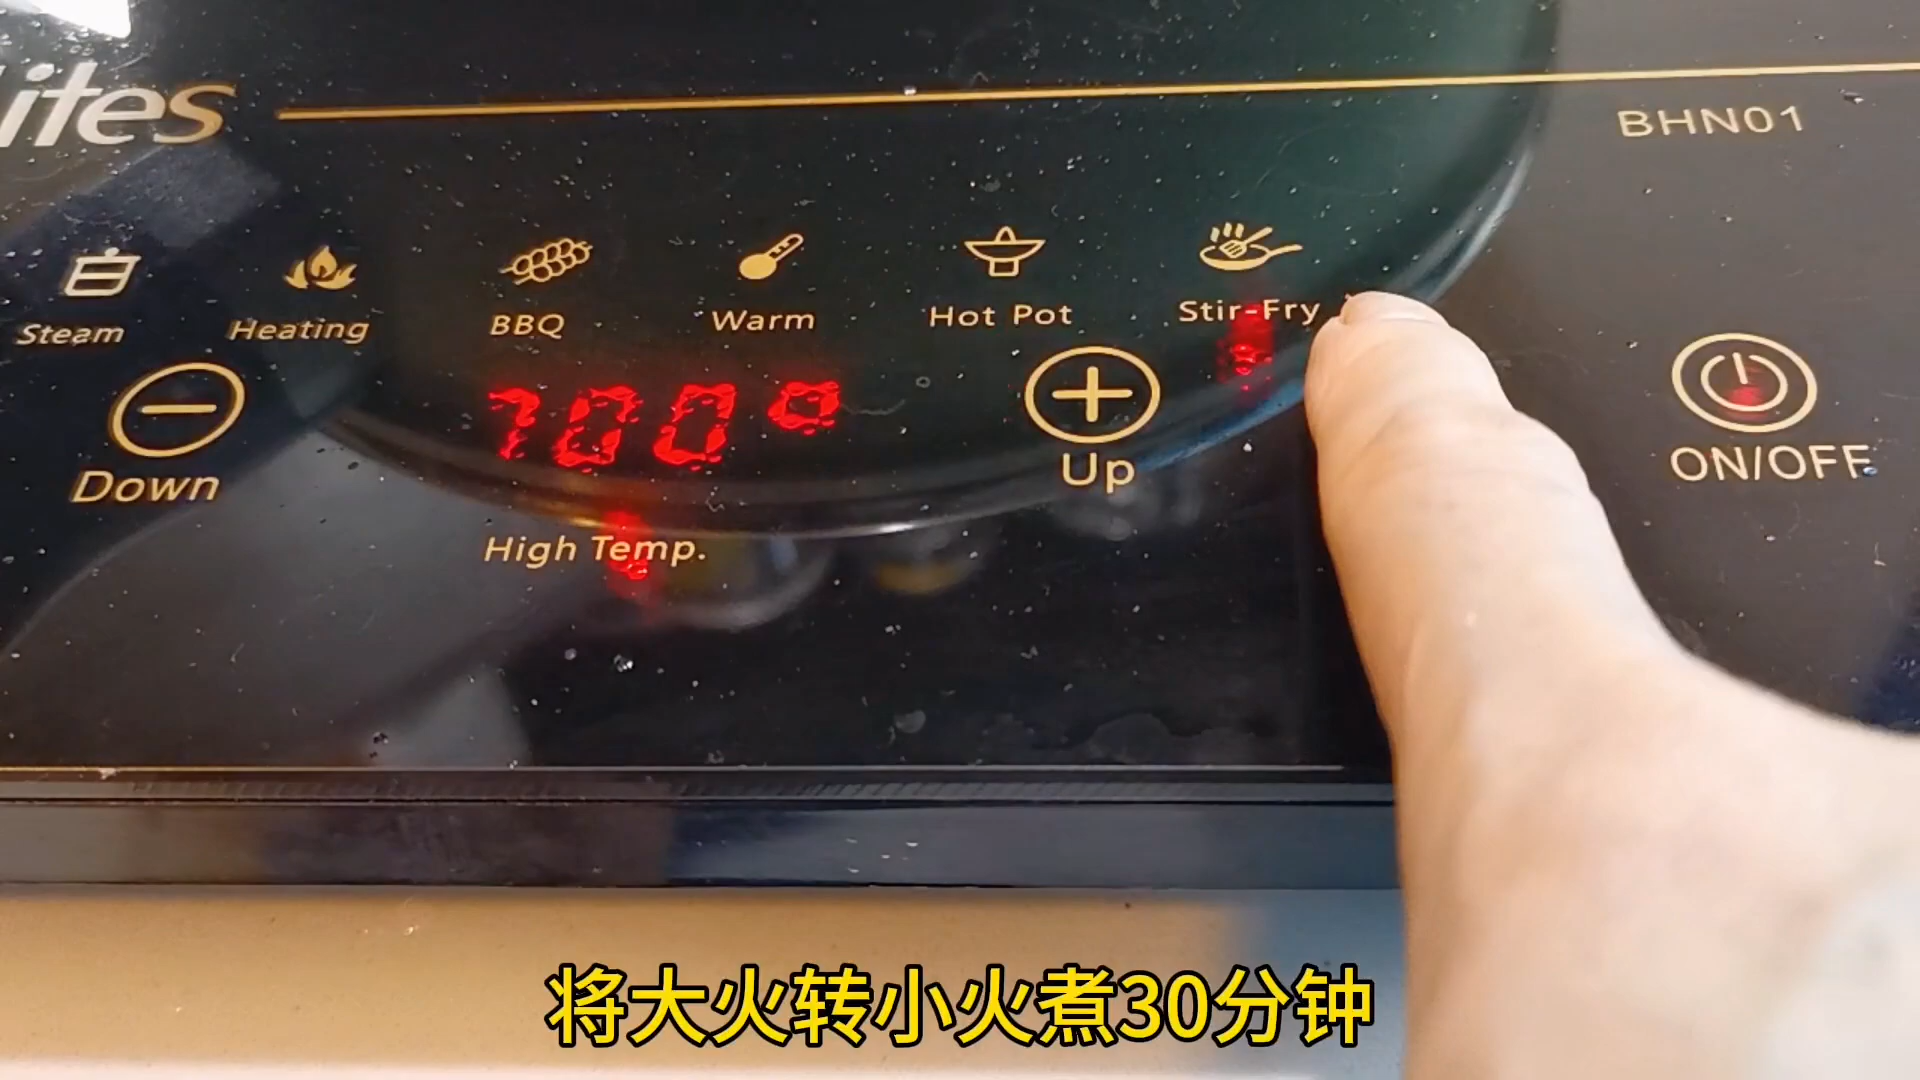 ites
BHN01
Steam
Heating
BBQ
Warm
Hot Pot
Stir-Fry
Down
700°
Up
ON/OFF
High Temp.
将大火转小火煮30分钟